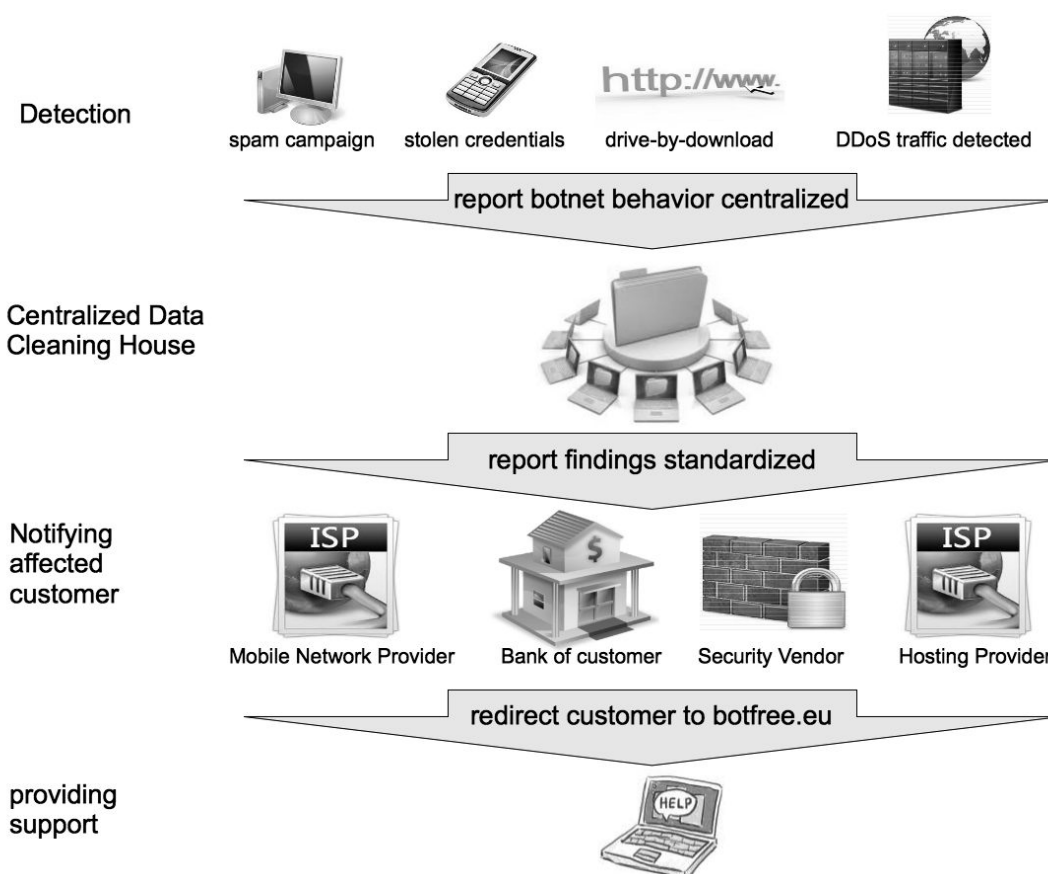 Detection
http://www.
spam campaign
stolen credentials
drive-by-download
DDoS traffic detected
report botnet behavior centralized
Centralized Data
Cleaning House
report findings standardized
Notifying
affected
customer
ISP
$
ISP
Mobile Network Provider
Bank of customer
Security Vendor
Hosting Provider
redirect customer to botfree.eu
providing
support
HELP